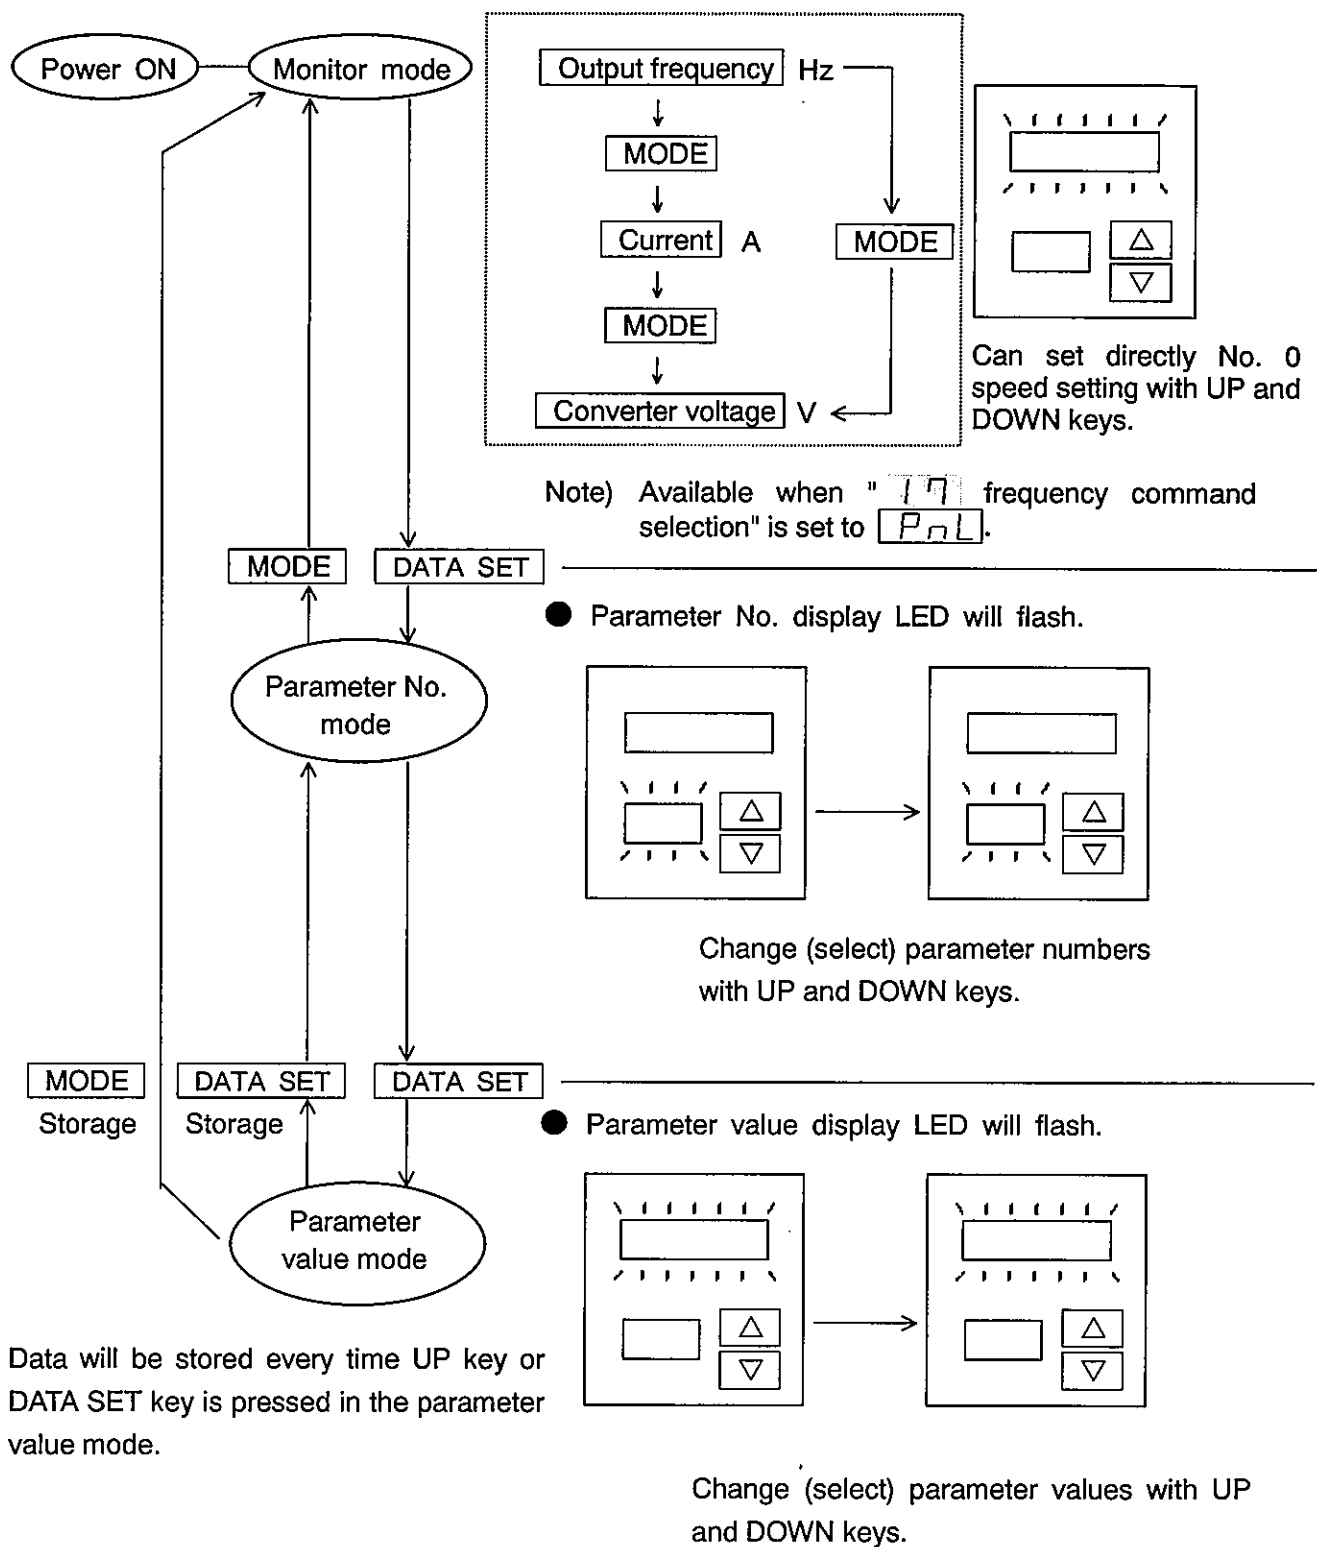 Power ON
Monitor mode
Output frequency Hz
MODE
Current A
MODE
MODE
Converter voltage V
Can set directly No. 0
speed setting with UP and
DOWN keys.
Note) Available when " 17 frequency command
selection" is set to PnL.
MODE
DATA SET
● Parameter No. display LED will flash.
Parameter No.
mode
Change (select) parameter numbers
with UP and DOWN keys.
MODE
Storage
DATA SET
Storage
DATA SET
● Parameter value display LED will flash.
Parameter
value mode
Data will be stored every time UP key or
DATA SET key is pressed in the parameter
value mode.
Change (select) parameter values with UP
and DOWN keys.